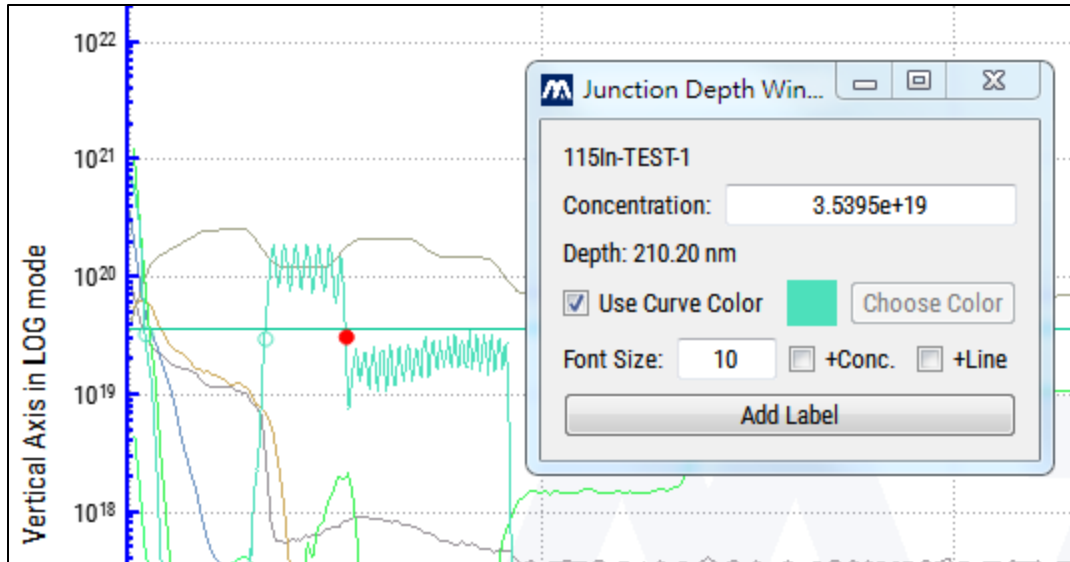 10²²
10²¹
10²⁰
10¹⁹
10¹⁸
Vertical Axis in LOG mode
Junction Depth Win...
115In-TEST-1
Concentration: 3.5395e+19
Depth: 210.20 nm
Use Curve Color Choose Color
Font Size: 10 +Conc. +Line
Add Label